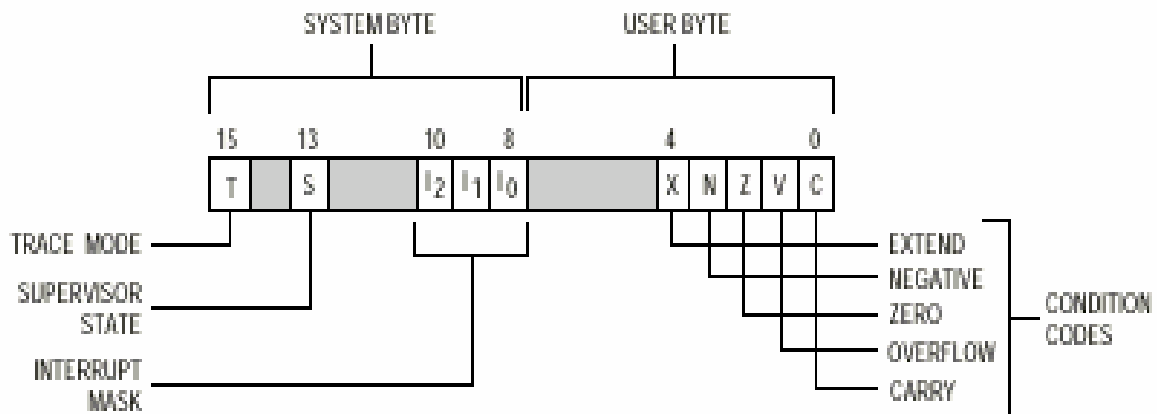 SYSTEM BYTE USER BYTE
15 13 10 8 4 0
T S I2 I1 I0 X N Z V C
TRACE MODE
SUPERVISOR
STATE
INTERRUPT
MASK
EXTEND
NEGATIVE
ZERO
OVERFLOW
CARRY
CONDITION
CODES